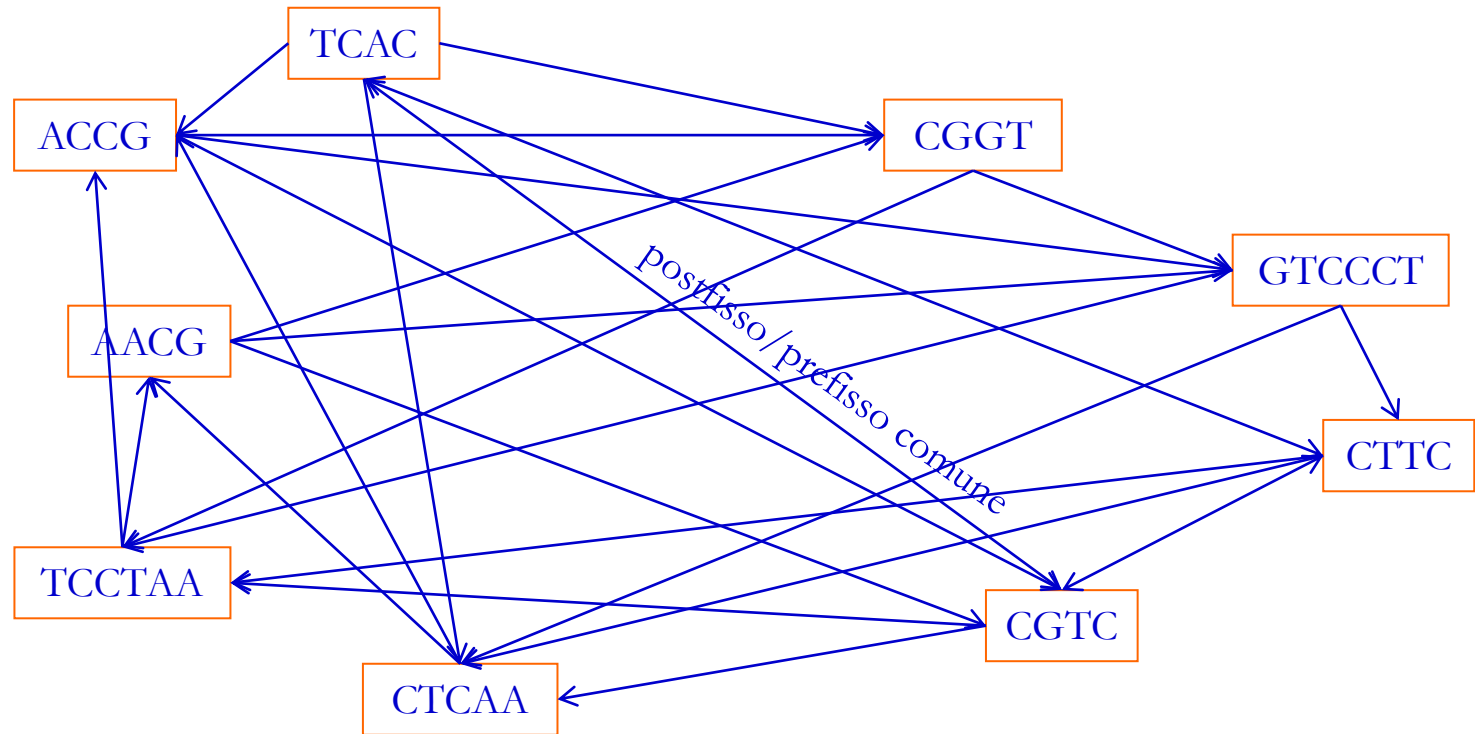 TCAC
ACCG
CGGT
GTCCCT
AACG
postfisso/prefisso comune
CTTC
TCCTAA
CGTC
CTCAA